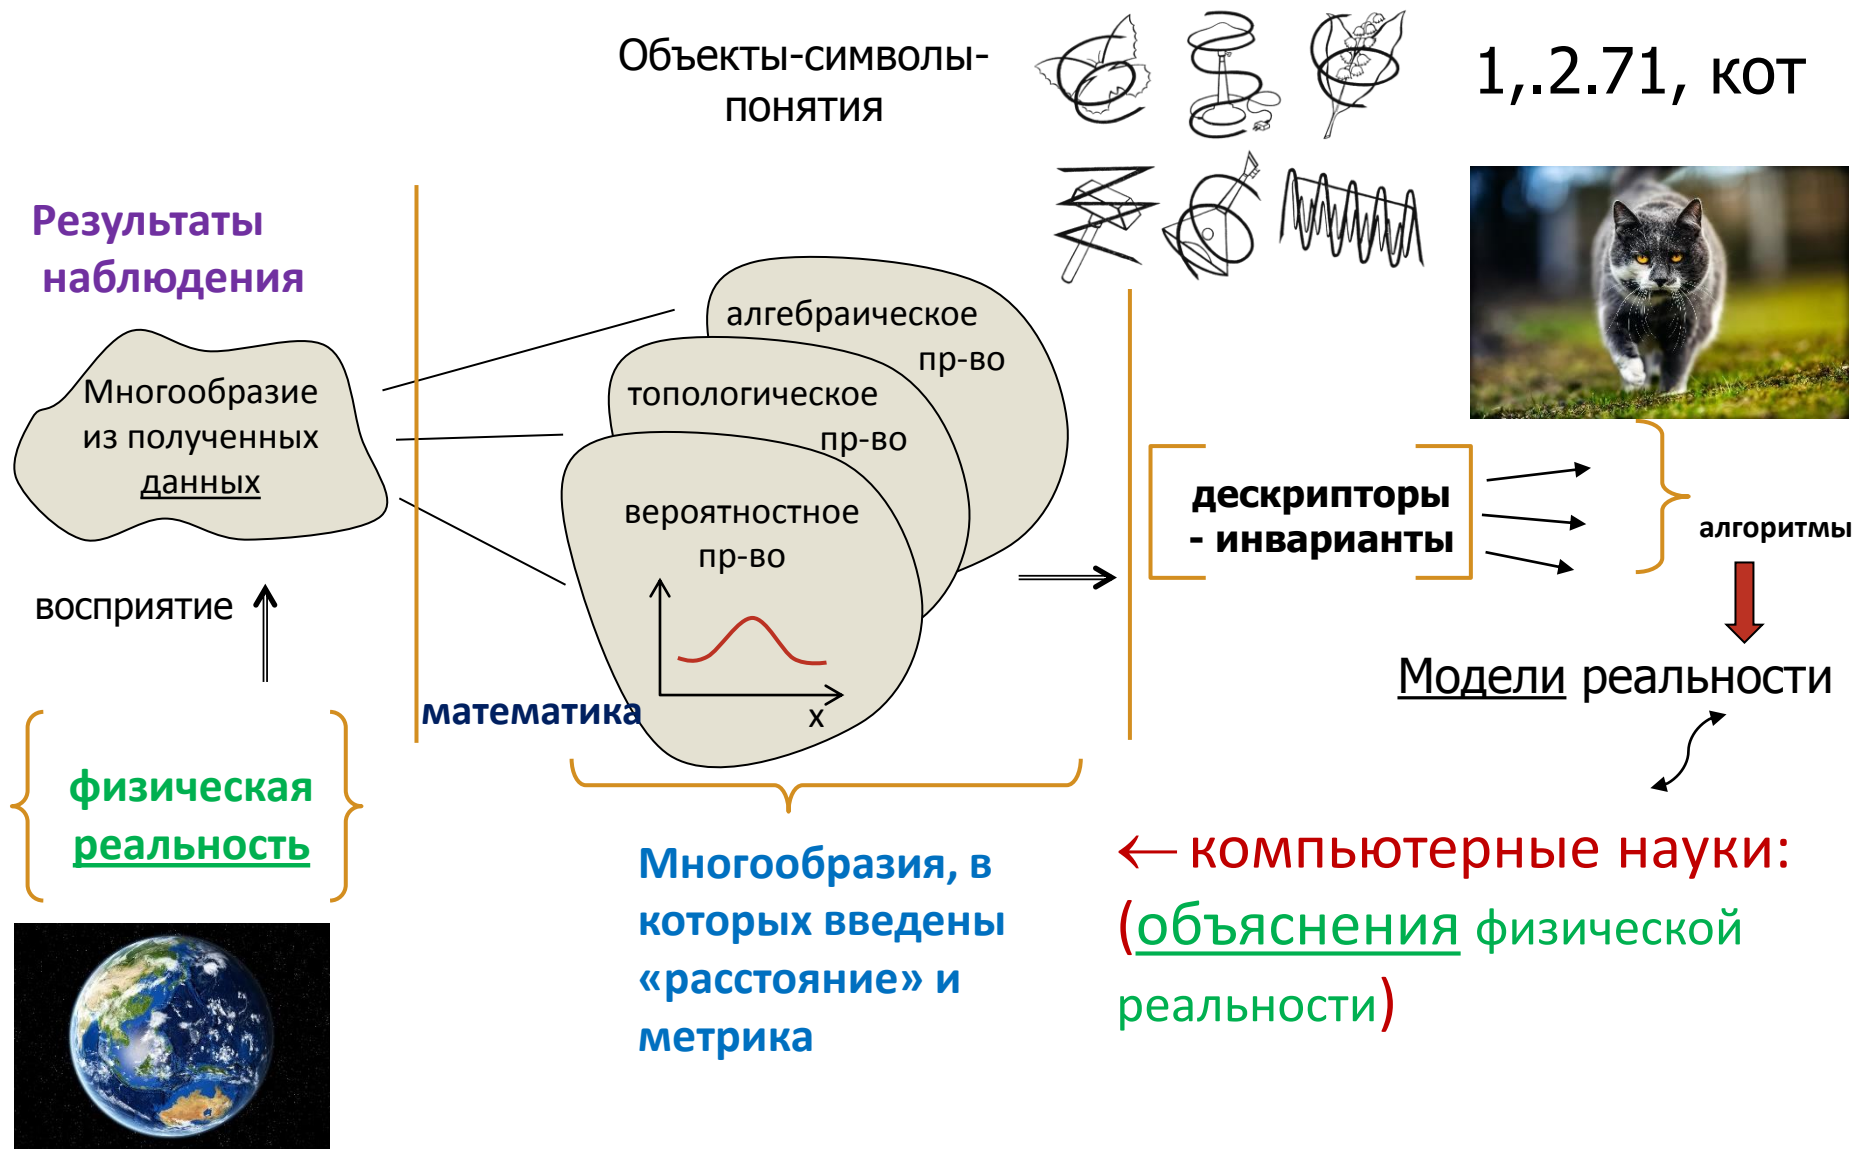 Объекты-символы-
понятия
1,.2.71, кот
Результаты
наблюдения
Многообразие
из полученных
данных
восприятие
физическая
реальность
математика
алгебраическое
пр-во
топологическое
пр-во
вероятностное
пр-во
x
Многообразия, в
которых введены
«расстояние» и
метрика
дескрипторы
- инварианты
алгоритмы
Модели реальности
← компьютерные науки:
(объяснения физической
реальности)